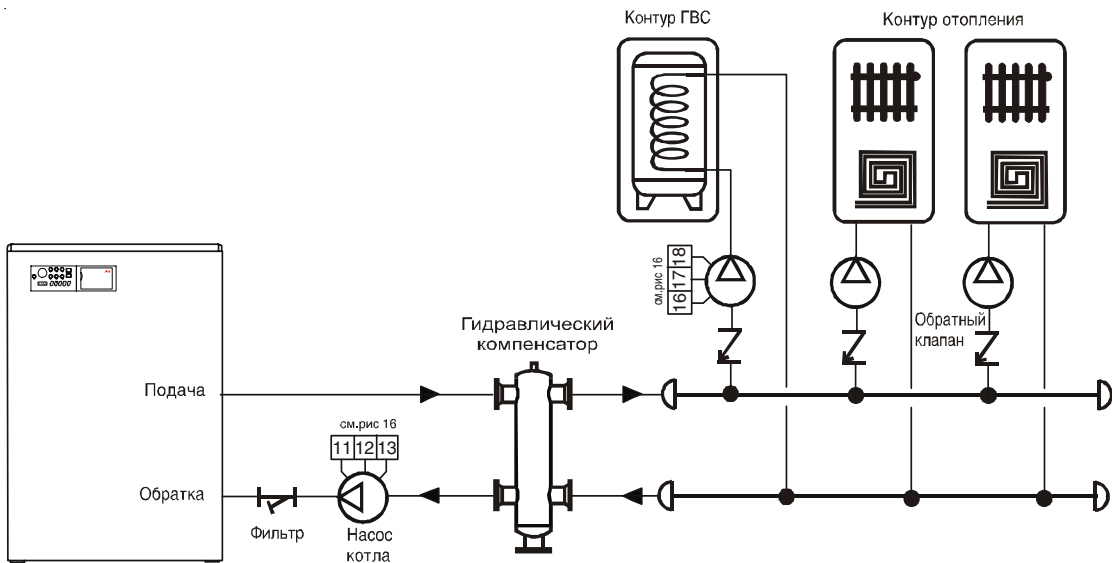 Контур ГВС
Контур отопления
см.рис 16
16 17 18
Обратный
клапан
Гидравлический
компенсатор
Подача
см.рис 16
11 12 13
Обратка
Фильтр
Насос
котла